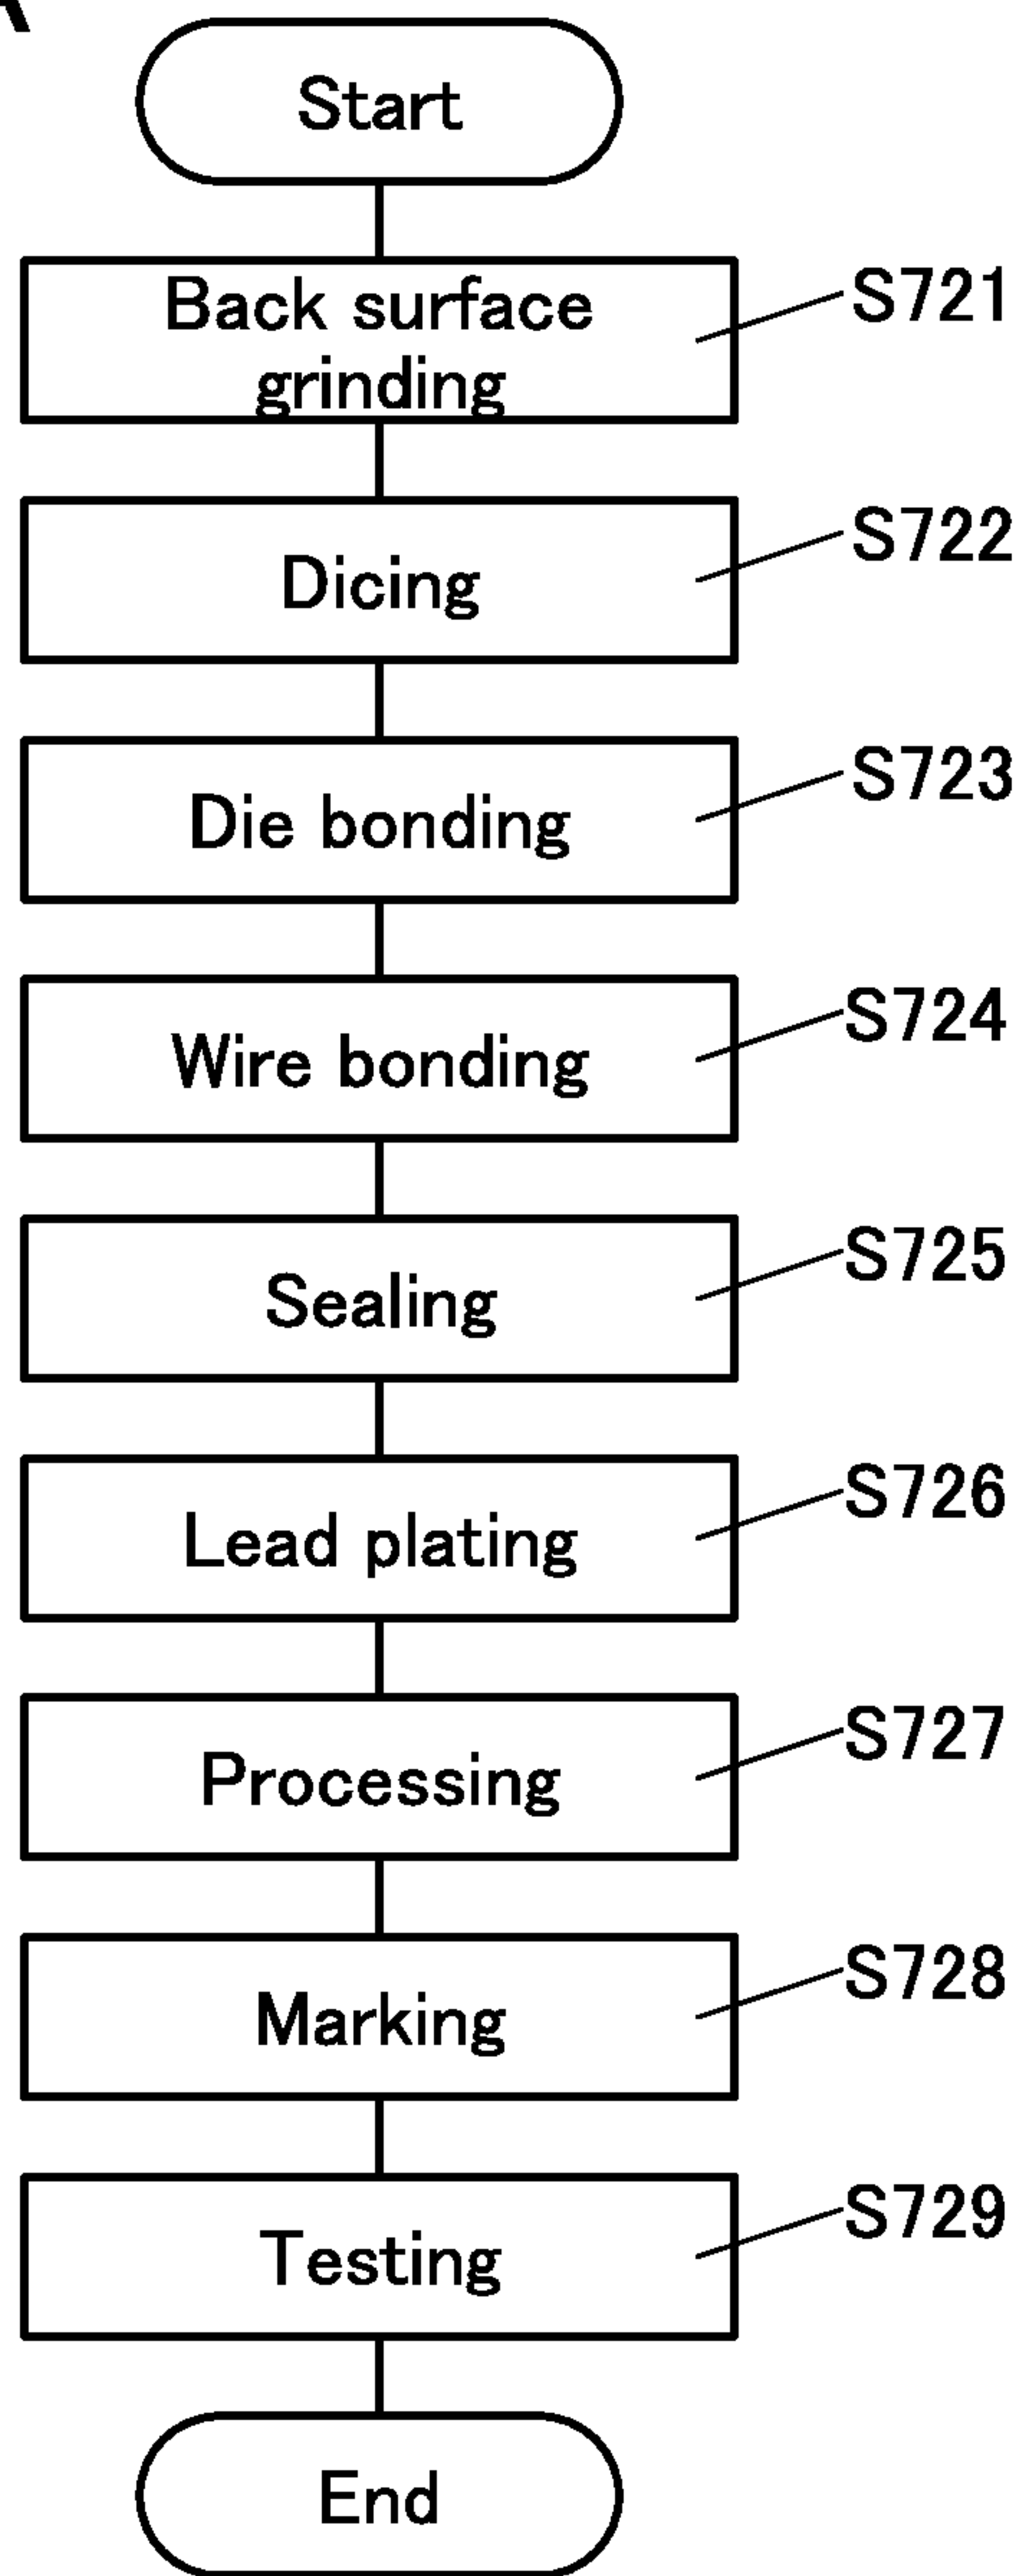 Start
Back surface
grinding
S721
Dicing
S722
Die bonding
S723
Wire bonding
S724
Sealing
S725
Lead plating
S726
Processing
S727
Marking
S728
Testing
S729
End